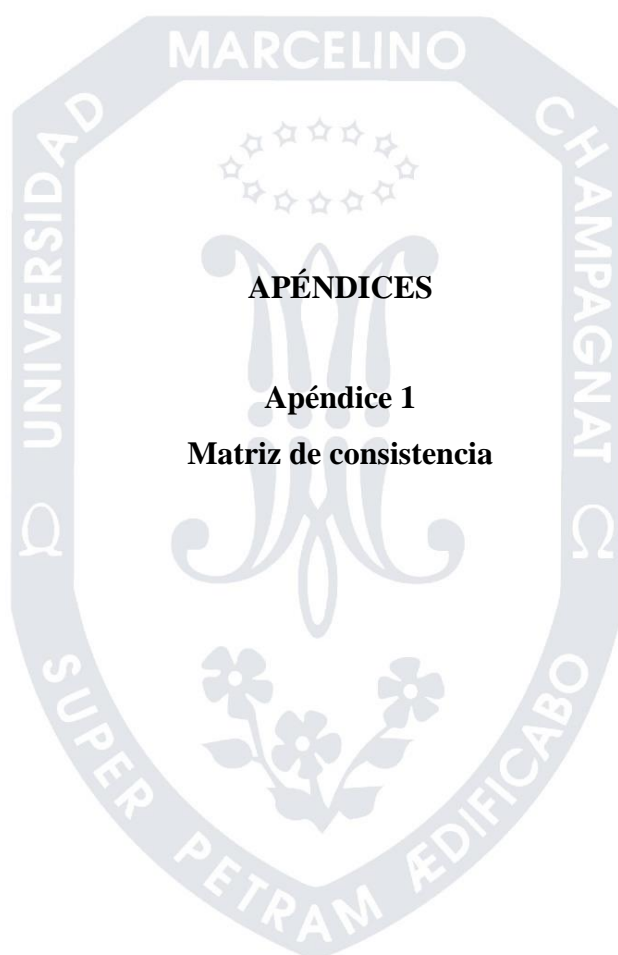 UNIVERSIDAD MARCELINO CHAMPAGNAT
APÉNDICES
Apéndice 1
Matriz de consistencia
SUPER PETRAM ÆDIFICABO